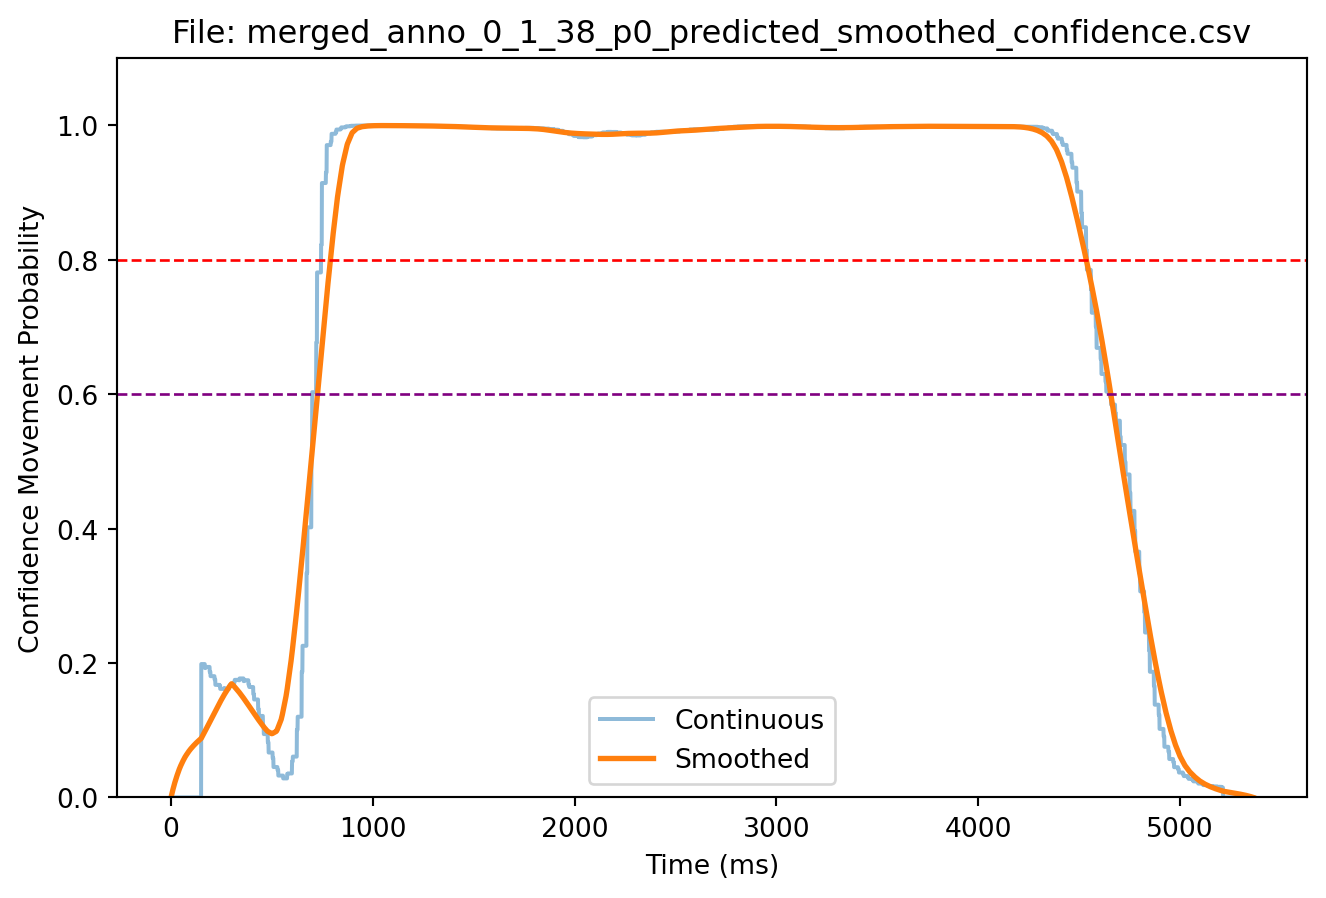 File: merged_anno_0_1_38_p0_predicted_smoothed_confidence.csv
Confidence Movement Probability
1.0
0.8
0.6
0.4
0.2
0.0
Continuous
Smoothed
0 1000 2000 3000 4000 5000
Time (ms)